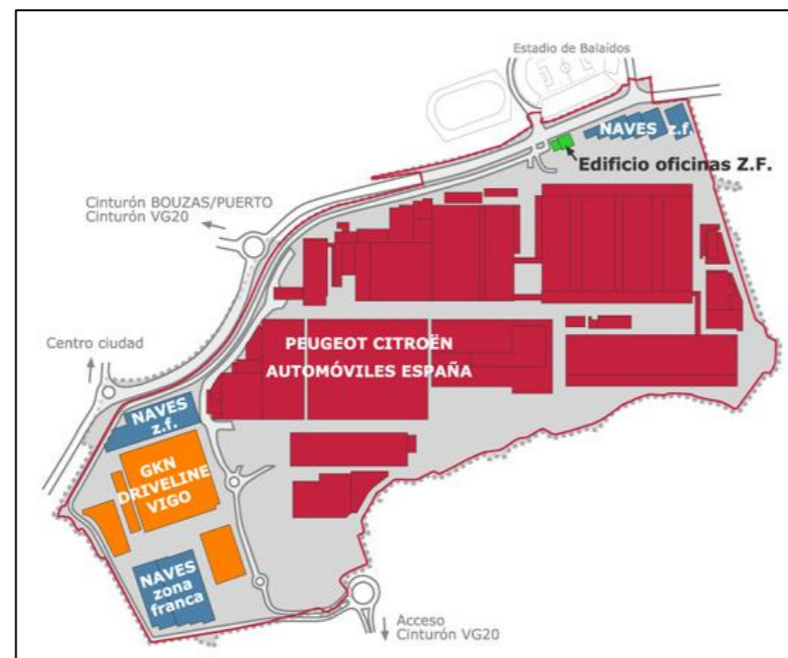 Estadio de Balaídos
NAVES z.f.
Edificio oficinas Z.F.
Cinturón BOUZAS/PUERTO
Cinturón VG20
Centro ciudad
PEUGEOT CITROËN
AUTOMÓVILES ESPAÑA
NAVES
z.f.
GKN
DRIVELINE
VIGO
NAVES
zona
franca
Acceso
Cinturón VG20